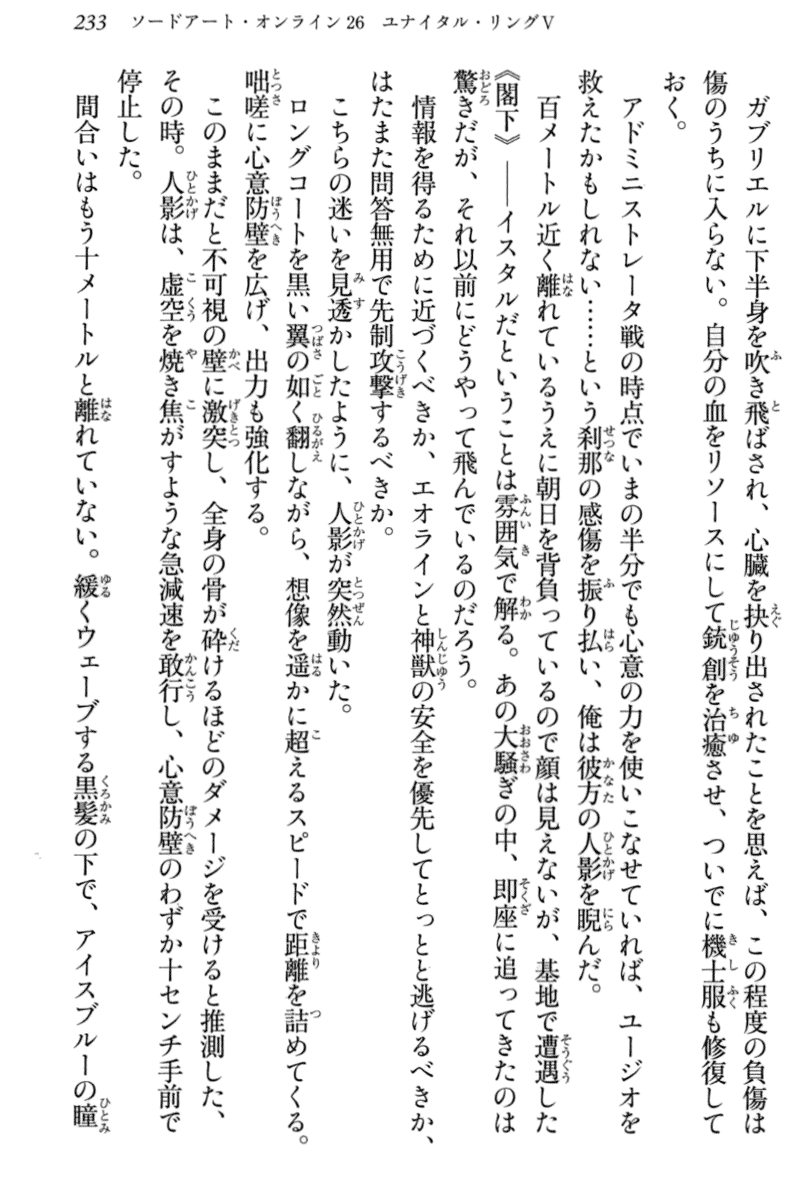 233 ソードアート・オンライン26 ユナイタル・リングⅤ
ガブリエルに下半身を吹き飛ばされ、心臓を抉り出されたことを思えば、この程度の負傷は
傷のうちに入らない。自分の血をリソースにして銃創を治癒させ、ついでに機士服も修復して
おく。
アドミニストレータ戦の時点でいまの半分でも心意の力を使いこなせていれば、ユージオを
救えたかもしれない……という刹那の感傷を振り払い、俺は彼方の人影を睨んだ。
百メートル近く離れているうえに朝日を背負っているので顔は見えないが、基地で遭遇した
《閣下》――イスタルだということは雰囲気で解る。あの大騒ぎの中、即座に追ってきたのは
驚きだが、それ以前にどうやって飛んでいるのだろう。
情報を得るために近づくべきか、エオラインと神獣の安全を優先してとっとと逃げるべきか、
はたまた問答無用で先制攻撃するべきか。
こちらの迷いを見透かしたように、人影が突然動いた。
ロングコートを黒い翼の如く翻しながら、想像を遥かに超えるスピードで距離を詰めてくる。
咄嗟に心意防壁を広げ、出力も強化する。
このままだと不可視の壁に激突し、全身の骨が砕けるほどのダメージを受けると推測した、
その時。人影は、虚空を焼き焦がすような急減速を敢行し、心意防壁のわずか十センチ手前で
停止した。
間合いはもう十メートルと離れていない。緩くウェーブする黒髪の下で、アイスブルーの瞳